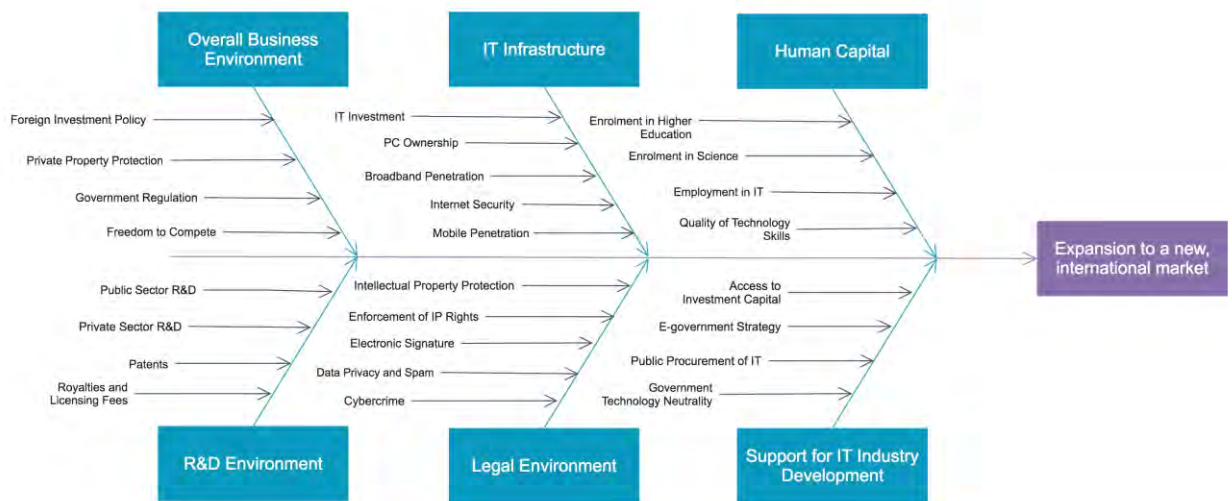 Overall Business
Environment
IT Infrastructure
Human Capital
Foreign Investment Policy
Private Property Protection
Government Regulation
Freedom to Compete
IT Investment
PC Ownership
Broadband Penetration
Internet Security
Mobile Penetration
Enrolment in Higher
Education
Enrolment in Science
Employment in IT
Quality of Technology
Skills
Expansion to a new,
international market
Public Sector R&D
Private Sector R&D
Patents
Royalties and
Licensing Fees
Intellectual Property Protection
Enforcement of IP Rights
Electronic Signature
Data Privacy and Spam
Cybercrime
Access to
Investment Capital
E-government Strategy
Public Procurement of IT
Government
Technology Neutrality
R&D Environment
Legal Environment
Support for IT Industry
Development